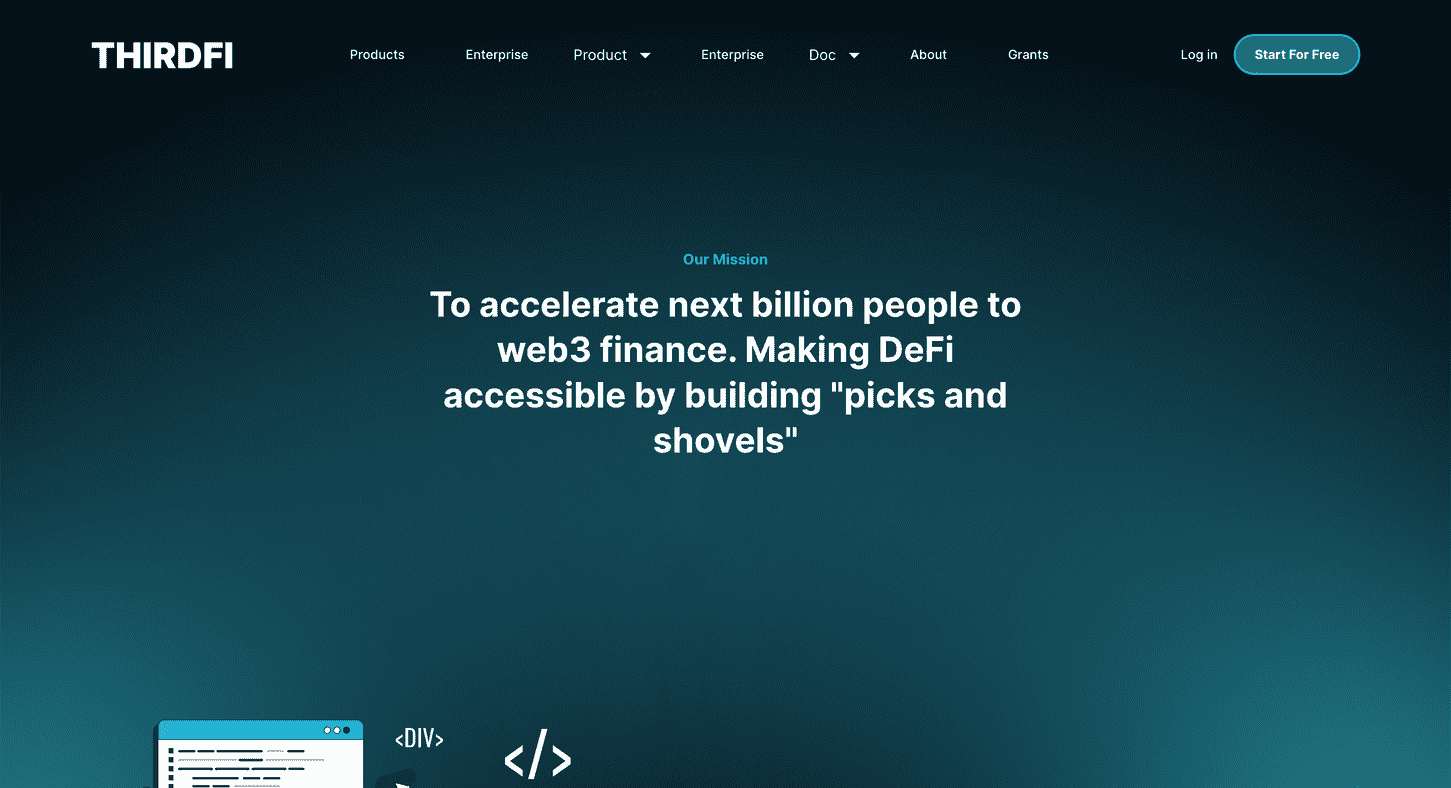 THIRDFI Products Enterprise Product Enterprise Doc About Grants Log in Start For Free
Our Mission
To accelerate next billion people to
web3 finance. Making DeFi
accessible by building "picks and
shovels"
<DIV>
</>